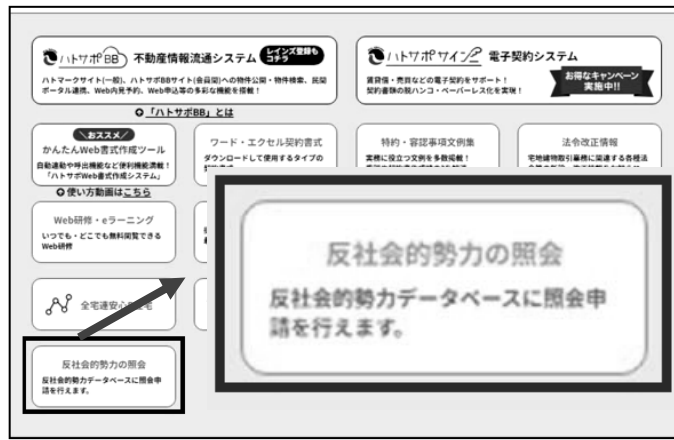 ハトサポBB 不動産情報流通システム レインズ登録も
コチラ
ハトマークサイト(一般)、ハトサポBBサイト(会員間)への物件公開・物件検索、民間
ポータル連携、Web内見予約、Web申込等の多彩な機能を搭載!
「ハトサポBB」とは
ハトサポサイン 電子契約システム
賃貸借・売買などの電子契約をサポート!
契約書類の脱ハンコ・ペーパーレス化を実現!
お得なキャンペーン
実施中!!
\おススメ/
かんたんWeb書式作成ツール
自動連動や呼出機能など便利機能満載!
「ハトサポWeb書式作成システム」
使い方動画はこちら
ワード・エクセル契約書式
ダウンロードして使用するタイプの
特約・容認事項文例集
実務に役立つ文例を多数掲載!
法令改正情報
宅地建物取引業務に関連する各種法
Web研修・eラーニング
いつでも・どこでも無料閲覧できる
Web研修
全宅連安心
宅
反社会的勢力の照会
反社会的勢力データベースに照会申
請を行えます。
反社会的勢力の照会
反社会的勢力データベースに照会申
請を行えます。